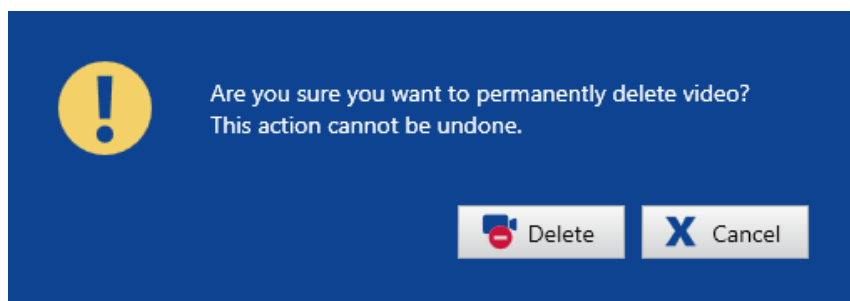 Are you sure you want to permanently delete video?
This action cannot be undone.
Delete
Cancel